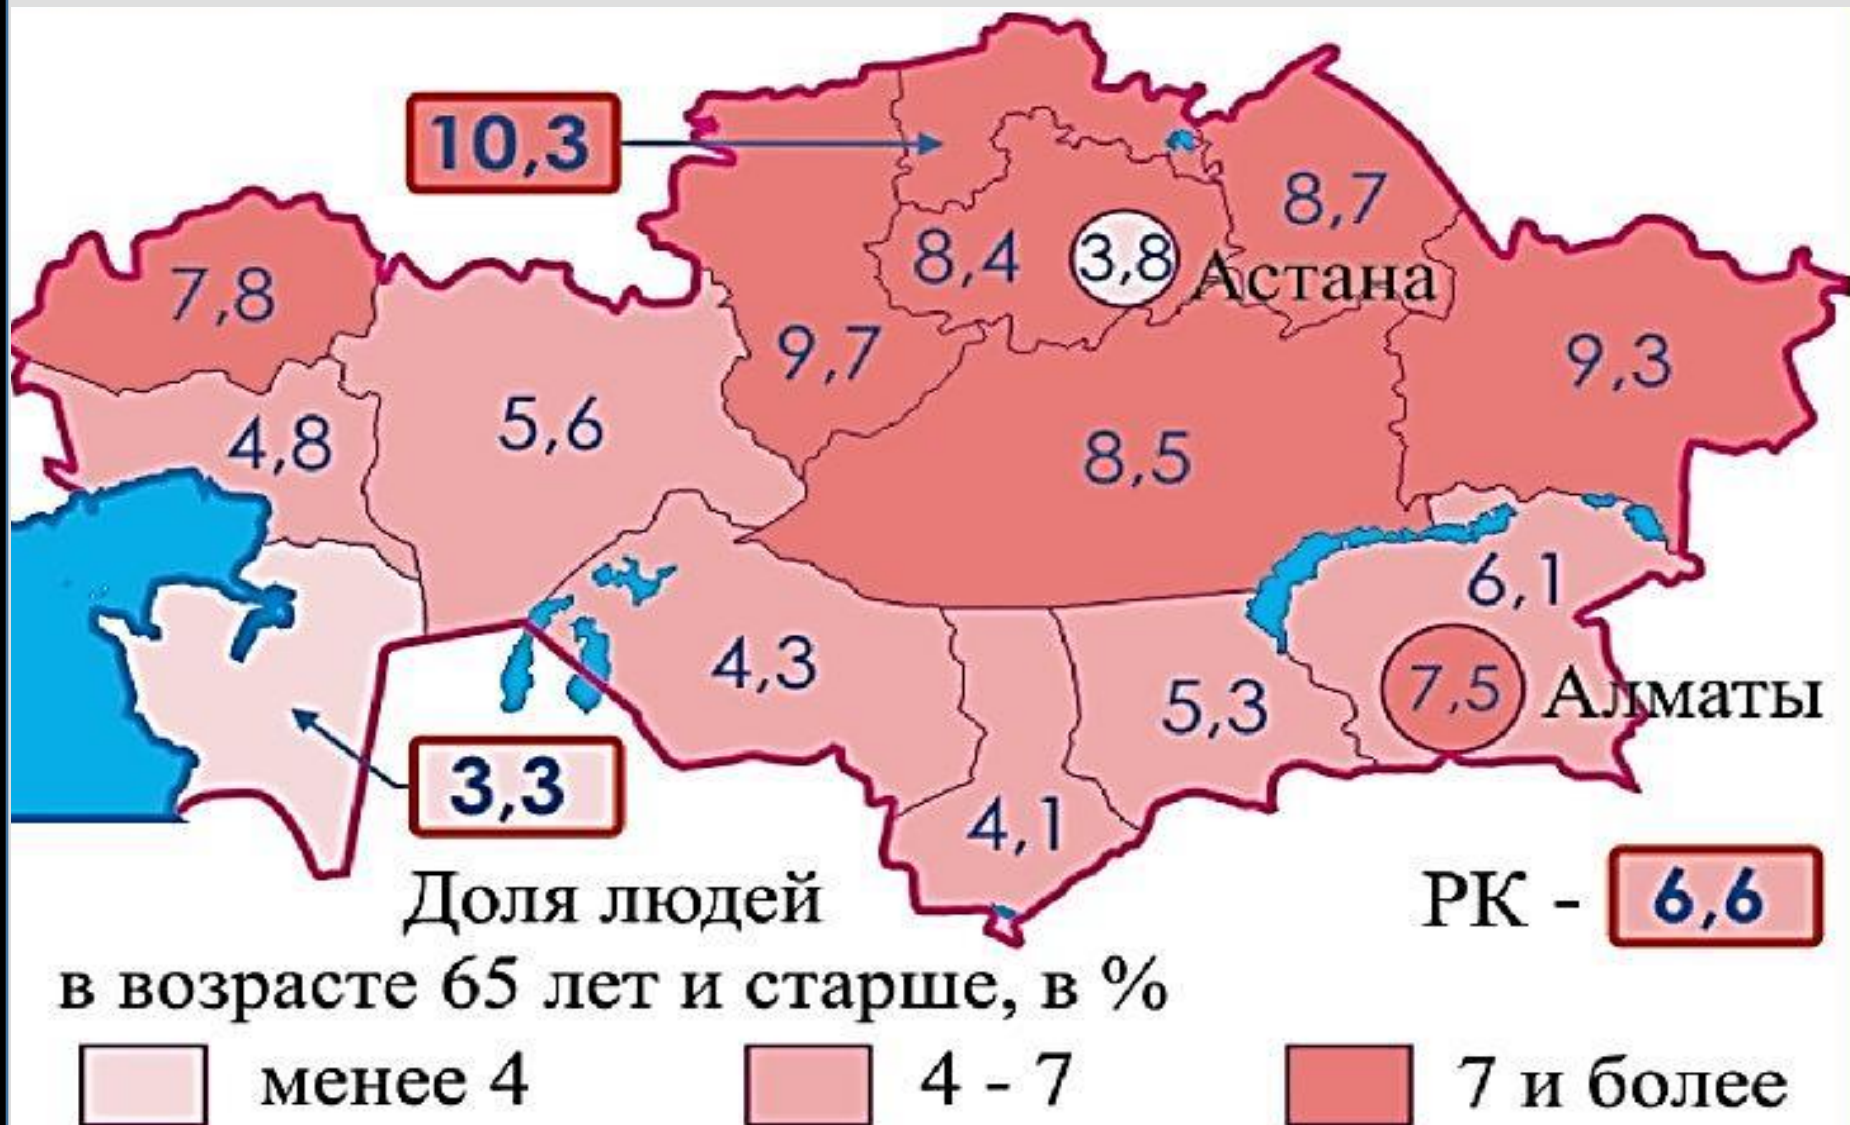 10,3
8,7
7,8
8,4
3,8
Астана
9,7
9,3
4,8
5,6
8,5
6,1
4,3
5,3
7,5
Алматы
3,3
4,1
РК - 6,6
Доля людей
в возрасте 65 лет и старше, в %
менее 4
4 - 7
7 и более